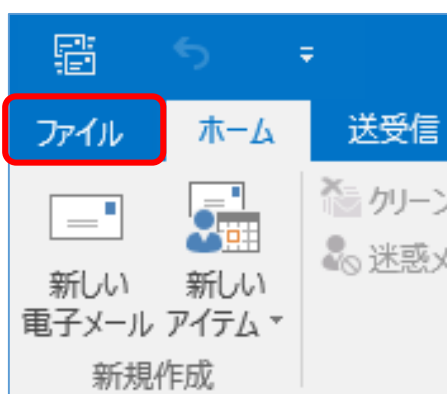 ファイル ホーム 送受信
クリーン
迷惑メ
新しい 新しい
電子メール アイテム
新規作成